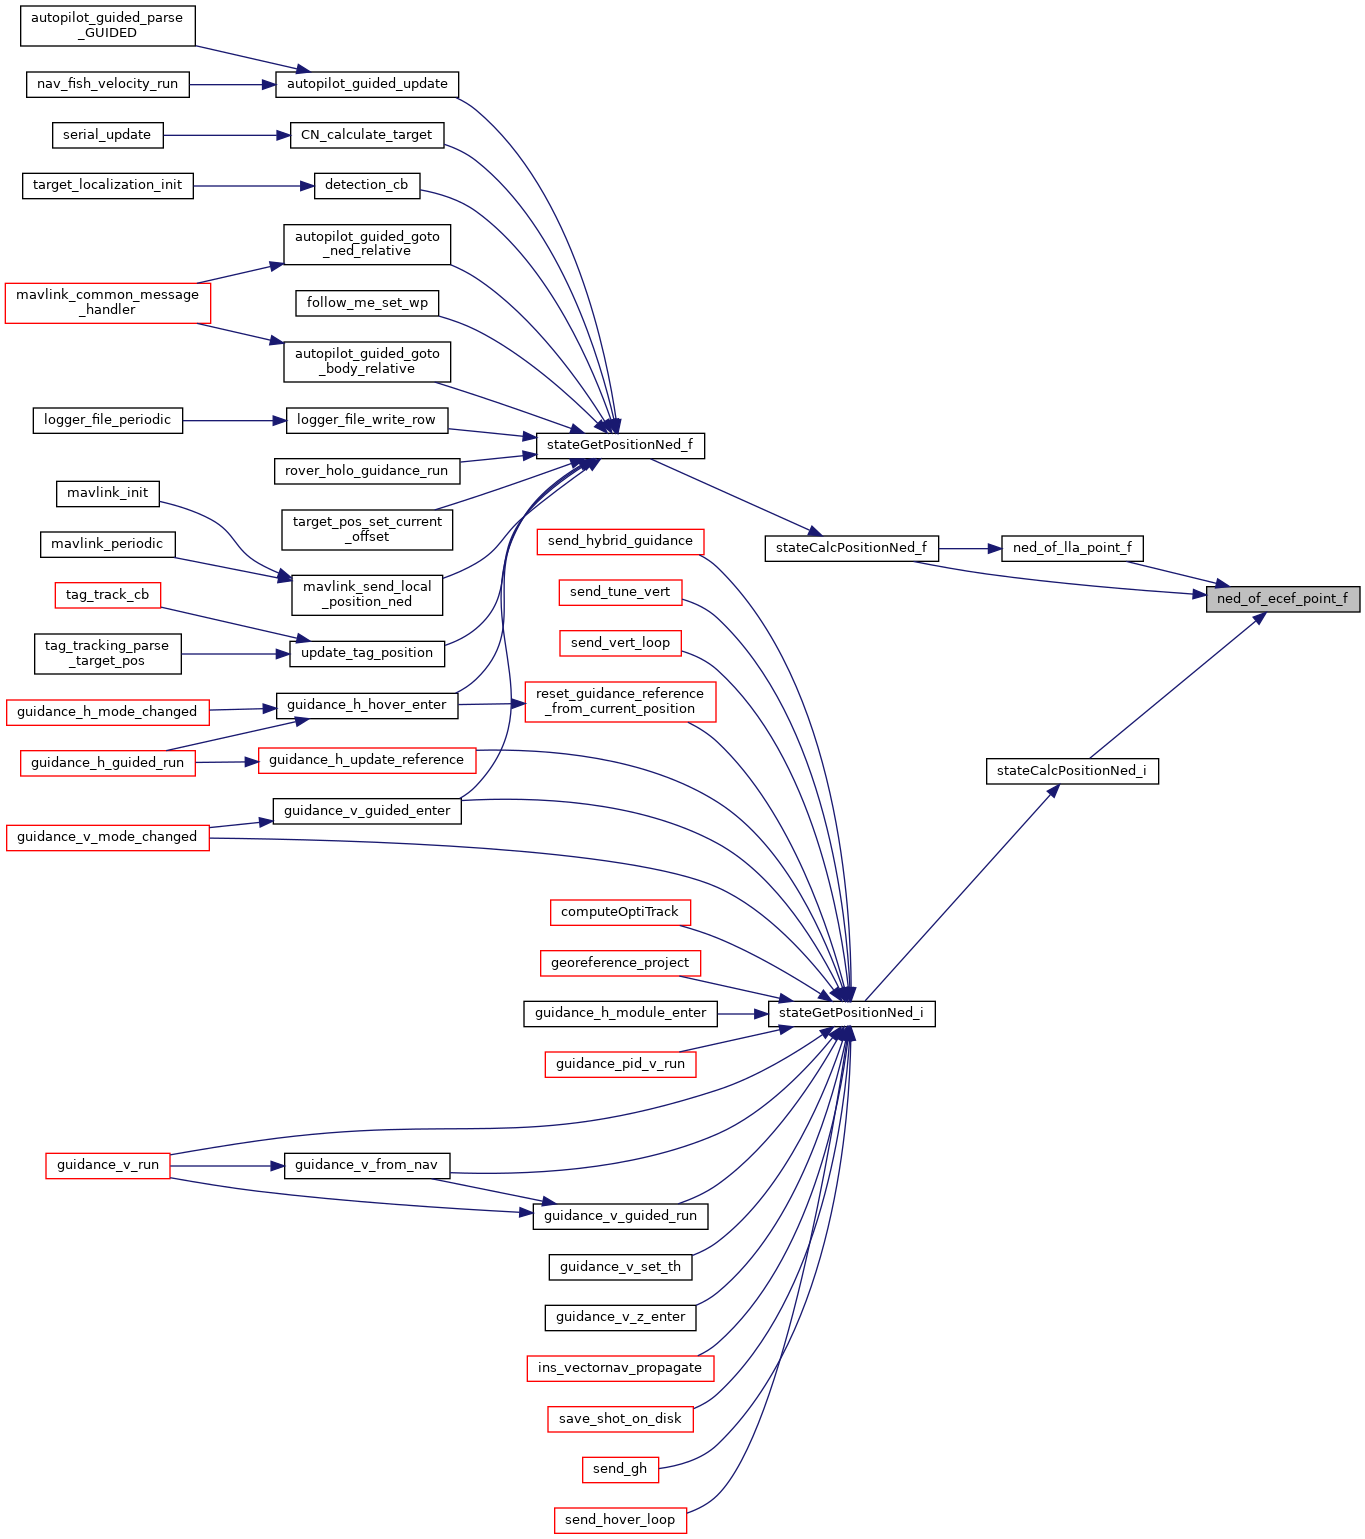 autopilot_guided_parse
_GUIDED
nav_fish_velocity_run
autopilot_guided_update
serial_update
CN_calculate_target
target_localization_init
detection_cb
autopilot_guided_goto
_ned_relative
mavlink_common_message
_handler
follow_me_set_wp
autopilot_guided_goto
_body_relative
logger_file_periodic
logger_file_write_row
stateGetPositionNed_f
rover_holo_guidance_run
mavlink_init
target_pos_set_current
_offset
mavlink_periodic
send_hybrid_guidance
stateCalcPositionNed_f
ned_of_lla_point_f
tag_track_cb
mavlink_send_local
_position_ned
send_tune_vert
ned_of_ecef_point_f
tag_tracking_parse
_target_pos
update_tag_position
send_vert_loop
guidance_h_mode_changed
guidance_h_hover_enter
reset_guidance_reference
_from_current_position
guidance_h_guided_run
guidance_h_update_reference
stateCalcPositionNed_i
guidance_v_guided_enter
guidance_v_mode_changed
computeOptiTrack
georeference_project
guidance_h_module_enter
stateGetPositionNed_i
guidance_pid_v_run
guidance_v_run
guidance_v_from_nav
guidance_v_guided_run
guidance_v_set_th
guidance_v_z_enter
ins_vectornav_propagate
save_shot_on_disk
send_gh
send_hover_loop